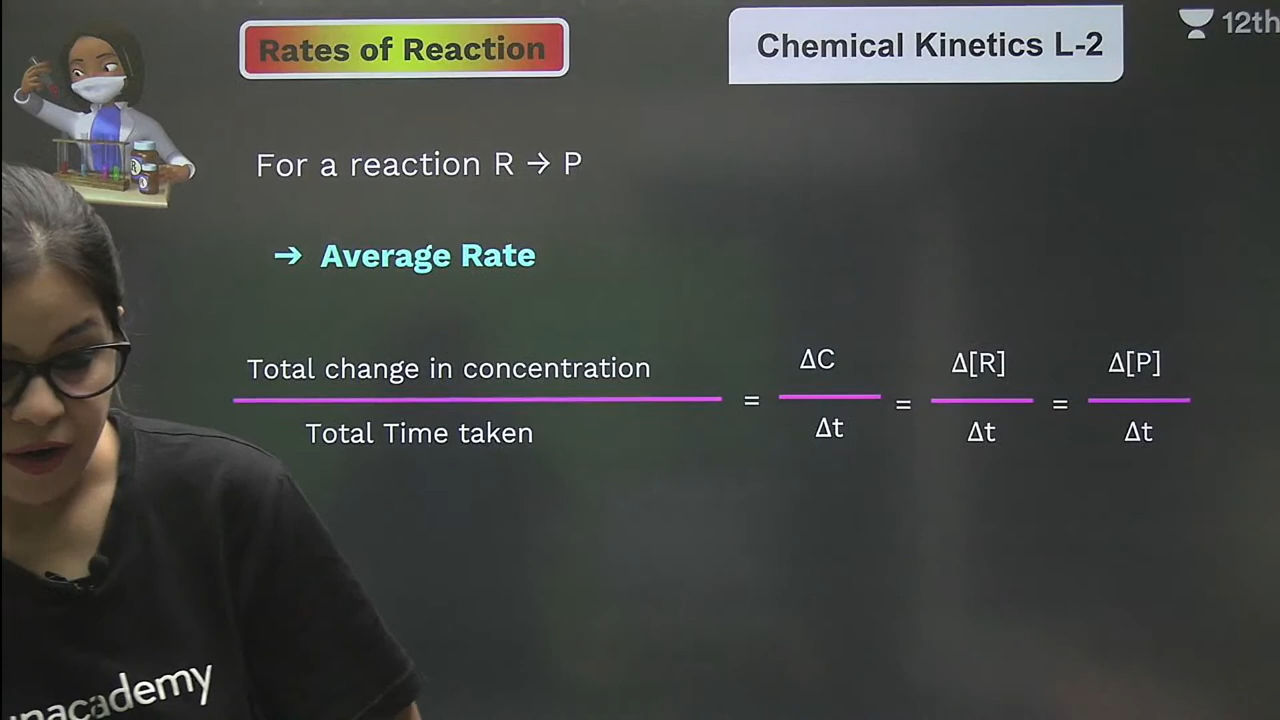 Rates of Reaction
Chemical Kinetics L-2
12th
For a reaction R → P
➔ Average Rate
Total change in concentration
Total Time taken
= ΔC
Δt
= Δ[R]
Δt
= Δ[P]
Δt